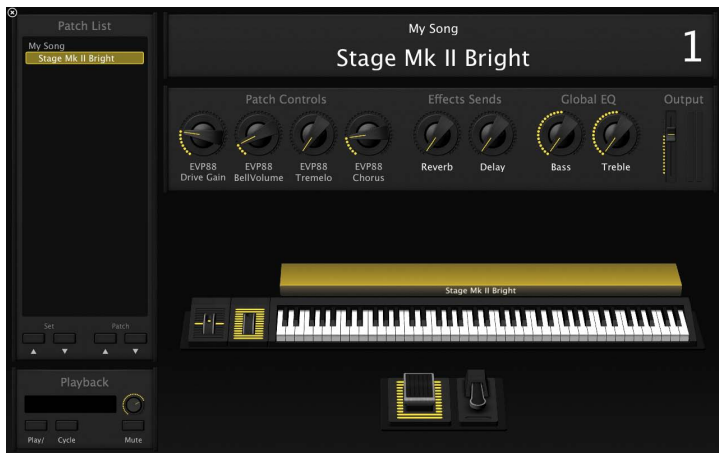 Patch List
My Song
Stage Mk II Bright
My Song
Stage Mk II Bright
1
Patch Controls
Effects Sends
Global EQ
Output
EVP88
Drive Gain
EVP88
BellVolume
EVP88
Tremelo
EVP88
Chorus
Reverb
Delay
Bass
Treble
Stage Mk II Bright
Set
Patch
Playback
Play/
Cycle
Mute